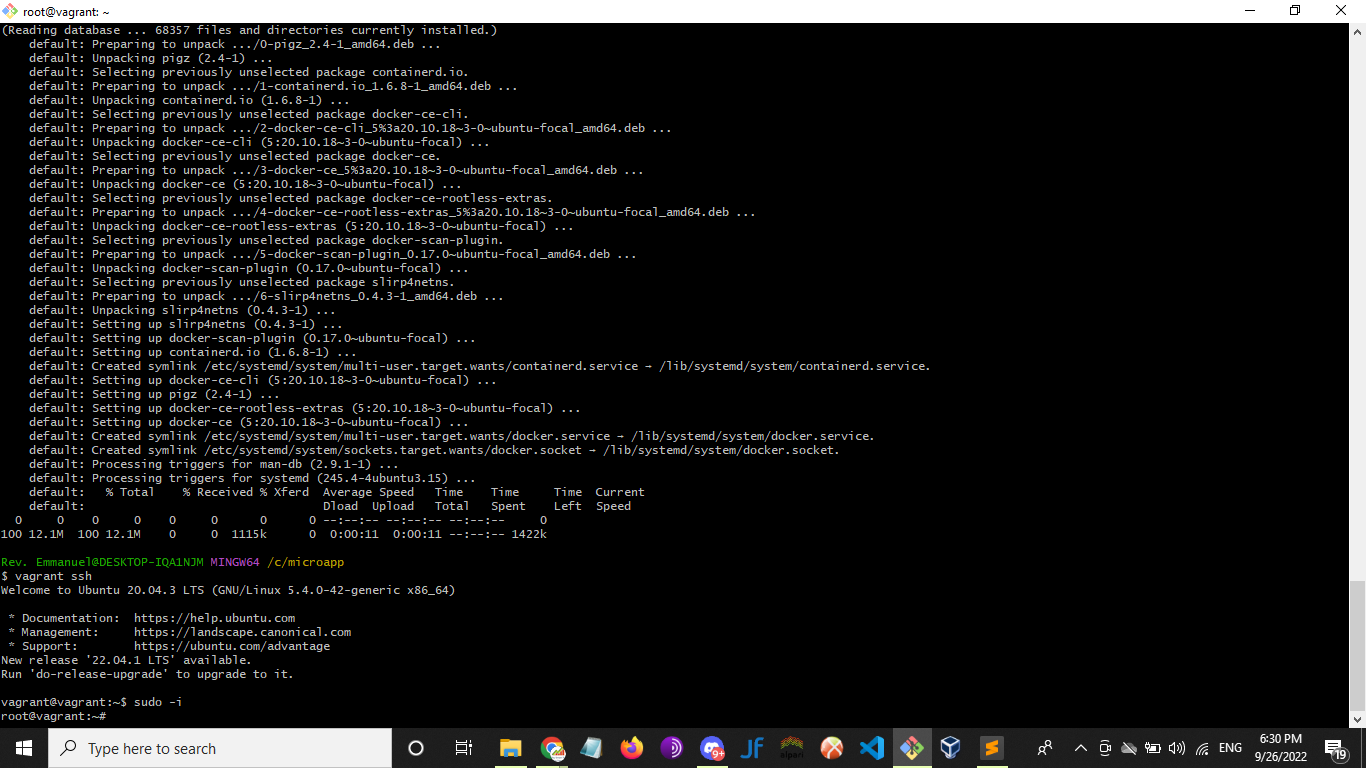 root@vagrant: ~
(Reading database ... 68357 files and directories currently installed.)
default: Preparing to unpack .../0-pigz_2.4-1_amd64.deb ...
default: Unpacking pigz (2.4-1) ...
default: Selecting previously unselected package containerd.io.
default: Preparing to unpack .../1-containerd.io_1.6.8-1_amd64.deb ...
default: Unpacking containerd.io (1.6.8-1) ...
default: Selecting previously unselected package docker-ce-cli.
default: Preparing to unpack .../2-docker-ce-cli_5%3a20.10.18~3-0~ubuntu-focal_amd64.deb ...
default: Unpacking docker-ce-cli (5:20.10.18~3-0~ubuntu-focal) ...
default: Selecting previously unselected package docker-ce.
default: Preparing to unpack .../3-docker-ce_5%3a20.10.18~3-0~ubuntu-focal_amd64.deb ...
default: Unpacking docker-ce (5:20.10.18~3-0~ubuntu-focal) ...
default: Selecting previously unselected package docker-ce-rootless-extras.
default: Preparing to unpack .../4-docker-ce-rootless-extras_5%3a20.10.18~3-0~ubuntu-focal_amd64.deb ...
default: Unpacking docker-ce-rootless-extras (5:20.10.18~3-0~ubuntu-focal) ...
default: Selecting previously unselected package docker-scan-plugin.
default: Preparing to unpack .../5-docker-scan-plugin_0.17.0~ubuntu-focal_amd64.deb ...
default: Unpacking docker-scan-plugin (0.17.0~ubuntu-focal) ...
default: Selecting previously unselected package slirp4netns.
default: Preparing to unpack .../6-slirp4netns_0.4.3-1_amd64.deb ...
default: Unpacking slirp4netns (0.4.3-1) ...
default: Setting up slirp4netns (0.4.3-1) ...
default: Setting up docker-scan-plugin (0.17.0~ubuntu-focal) ...
default: Setting up containerd.io (1.6.8-1) ...
default: Created symlink /etc/systemd/system/multi-user.target.wants/containerd.service → /lib/systemd/system/containerd.service.
default: Setting up docker-ce-cli (5:20.10.18~3-0~ubuntu-focal) ...
default: Setting up pigz (2.4-1) ...
default: Setting up docker-ce-rootless-extras (5:20.10.18~3-0~ubuntu-focal) ...
default: Setting up docker-ce (5:20.10.18~3-0~ubuntu-focal) ...
default: Created symlink /etc/systemd/system/multi-user.target.wants/docker.service → /lib/systemd/system/docker.service.
default: Created symlink /etc/systemd/system/sockets.target.wants/docker.socket → /lib/systemd/system/docker.socket.
default: Processing triggers for man-db (2.9.1-1) ...
default: Processing triggers for systemd (245.4-4ubuntu3.15) ...
default:   % Total    % Received % Xferd  Average Speed   Time    Time     Time  Current
default:                                  Dload  Upload   Total   Spent    Left  Speed
0     0    0     0    0     0      0      0 --:--:-- --:--:-- --:--:--     0
100 12.1M  100 12.1M    0     0  1115k      0  0:00:11  0:00:11 --:--:-- 1422k
Rev. Emmanuel@DESKTOP-IQA1NJM MINGW64 /c/microapp
$ vagrant ssh
Welcome to Ubuntu 20.04.3 LTS (GNU/Linux 5.4.0-42-generic x86_64)
* Documentation:  https://help.ubuntu.com
* Management:     https://landscape.canonical.com
* Support:        https://ubuntu.com/advantage
New release '22.04.1 LTS' available.
Run 'do-release-upgrade' to upgrade to it.
vagrant@vagrant:~$ sudo -i
root@vagrant:~#
Type here to search
9+
JF
ENG
6:30 PM
9/26/2022
19